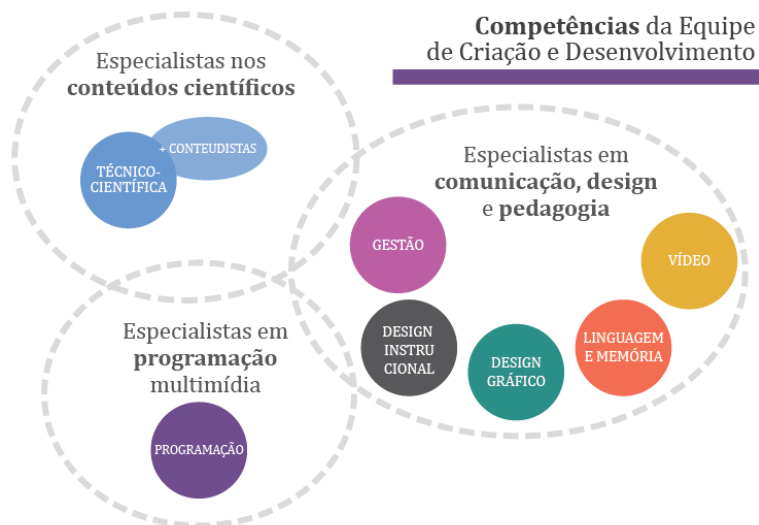 Competências da Equipe
de Criação e Desenvolvimento
Especialistas nos
conteúdos científicos
+ CONTEUDISTAS
TÉCNICO-
CIENTÍFICA
Especialistas em
comunicação, design
e pedagogia
GESTÃO
VÍDEO
DESIGN
INSTRU
CIONAL
DESIGN
GRÁFICO
LINGUAGEM
E MEMÓRIA
Especialistas em
programação
multimídia
PROGRAMAÇÃO